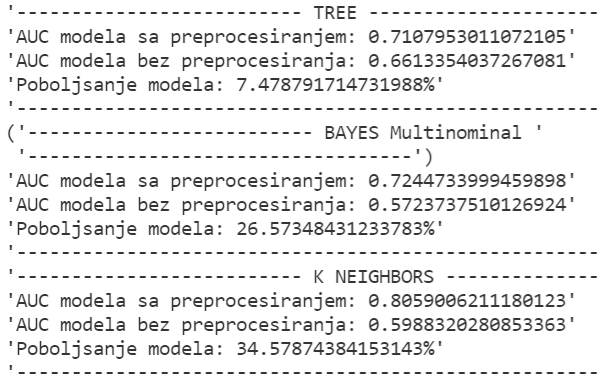 '-------------------------- TREE ---------------------
'AUC modela sa preprocesiranjem: 0.7107953011072105'
'AUC modela bez preprocesiranja: 0.6613354037267081'
'Poboljsanje modela: 7.478791714731988%'
'-----------------------------------------------------
('-------------------------- BAYES Multinominal '
 '-----------------------------------')
'AUC modela sa preprocesiranjem: 0.7244733999459898'
'AUC modela bez preprocesiranja: 0.5723737510126924'
'Poboljsanje modela: 26.57348431233783%'
'-----------------------------------------------------
'-------------------------- K NEIGHBORS --------------
'AUC modela sa preprocesiranjem: 0.8059006211180123'
'AUC modela bez preprocesiranja: 0.5988320280853363'
'Poboljsanje modela: 34.57874384153143%'
'-----------------------------------------------------